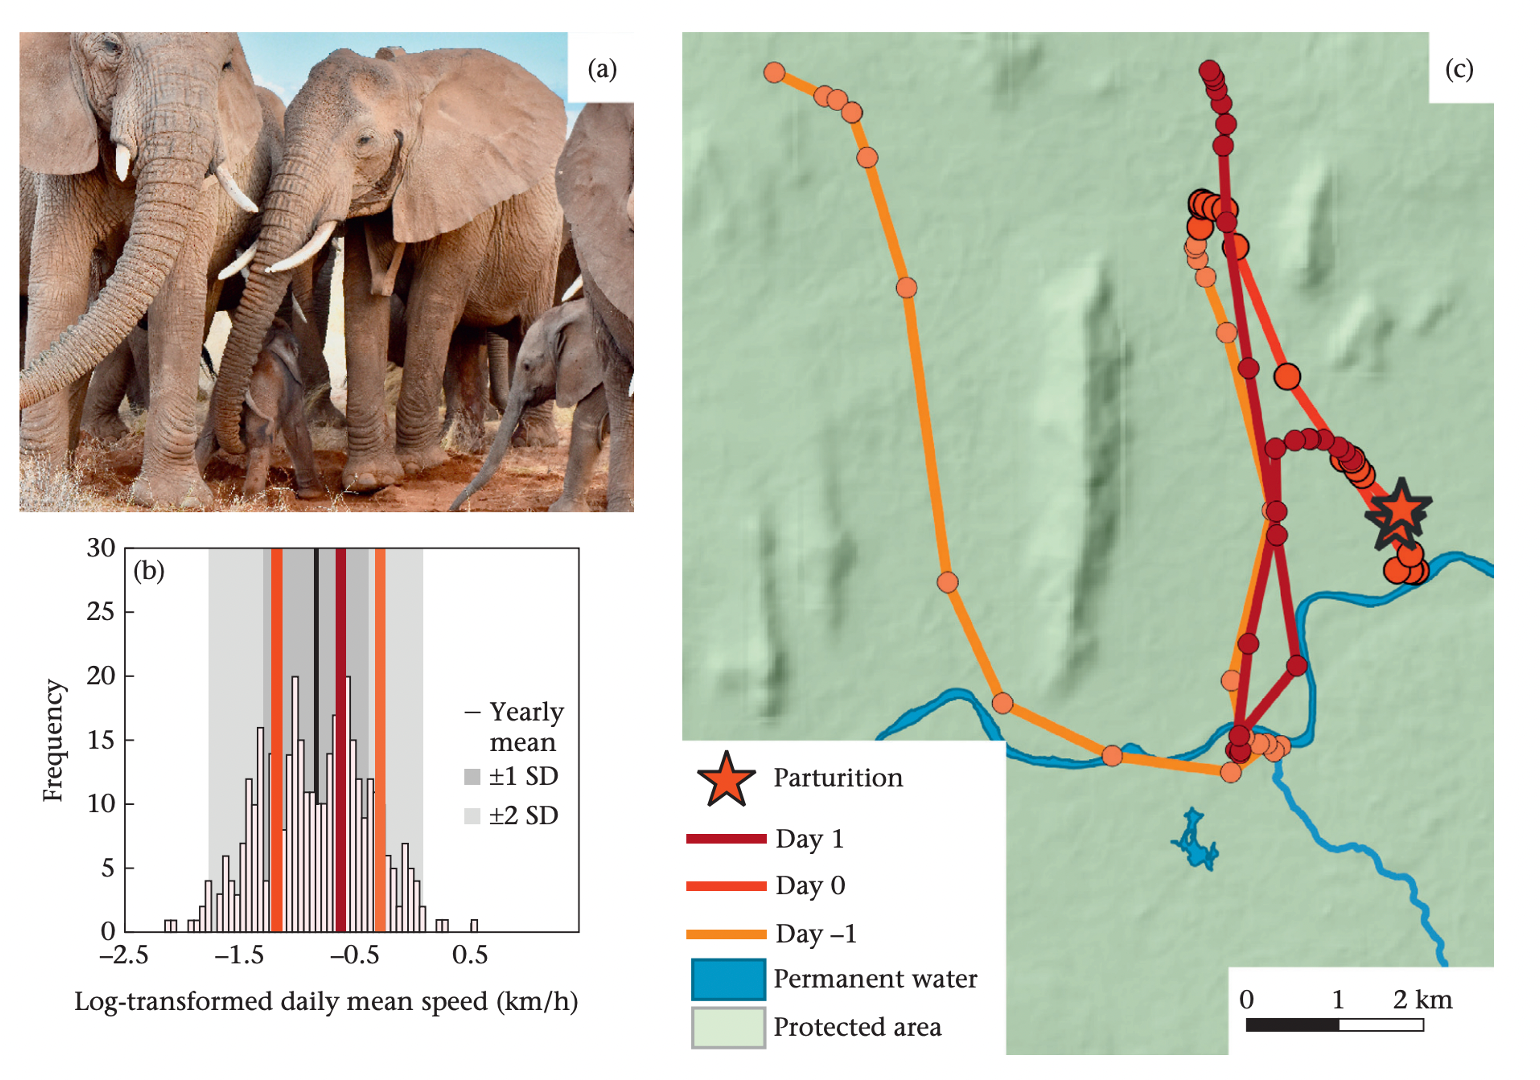 (a)
(b)
30
25
20
15
10
5
0
Frequency
−2.5
−1.5
−0.5
0.5
Log-transformed daily mean speed (km/h)
Yearly
mean
±1 SD
±2 SD
(c)
Parturition
Day 1
Day 0
Day –1
Permanent water
Protected area
0 1 2 km